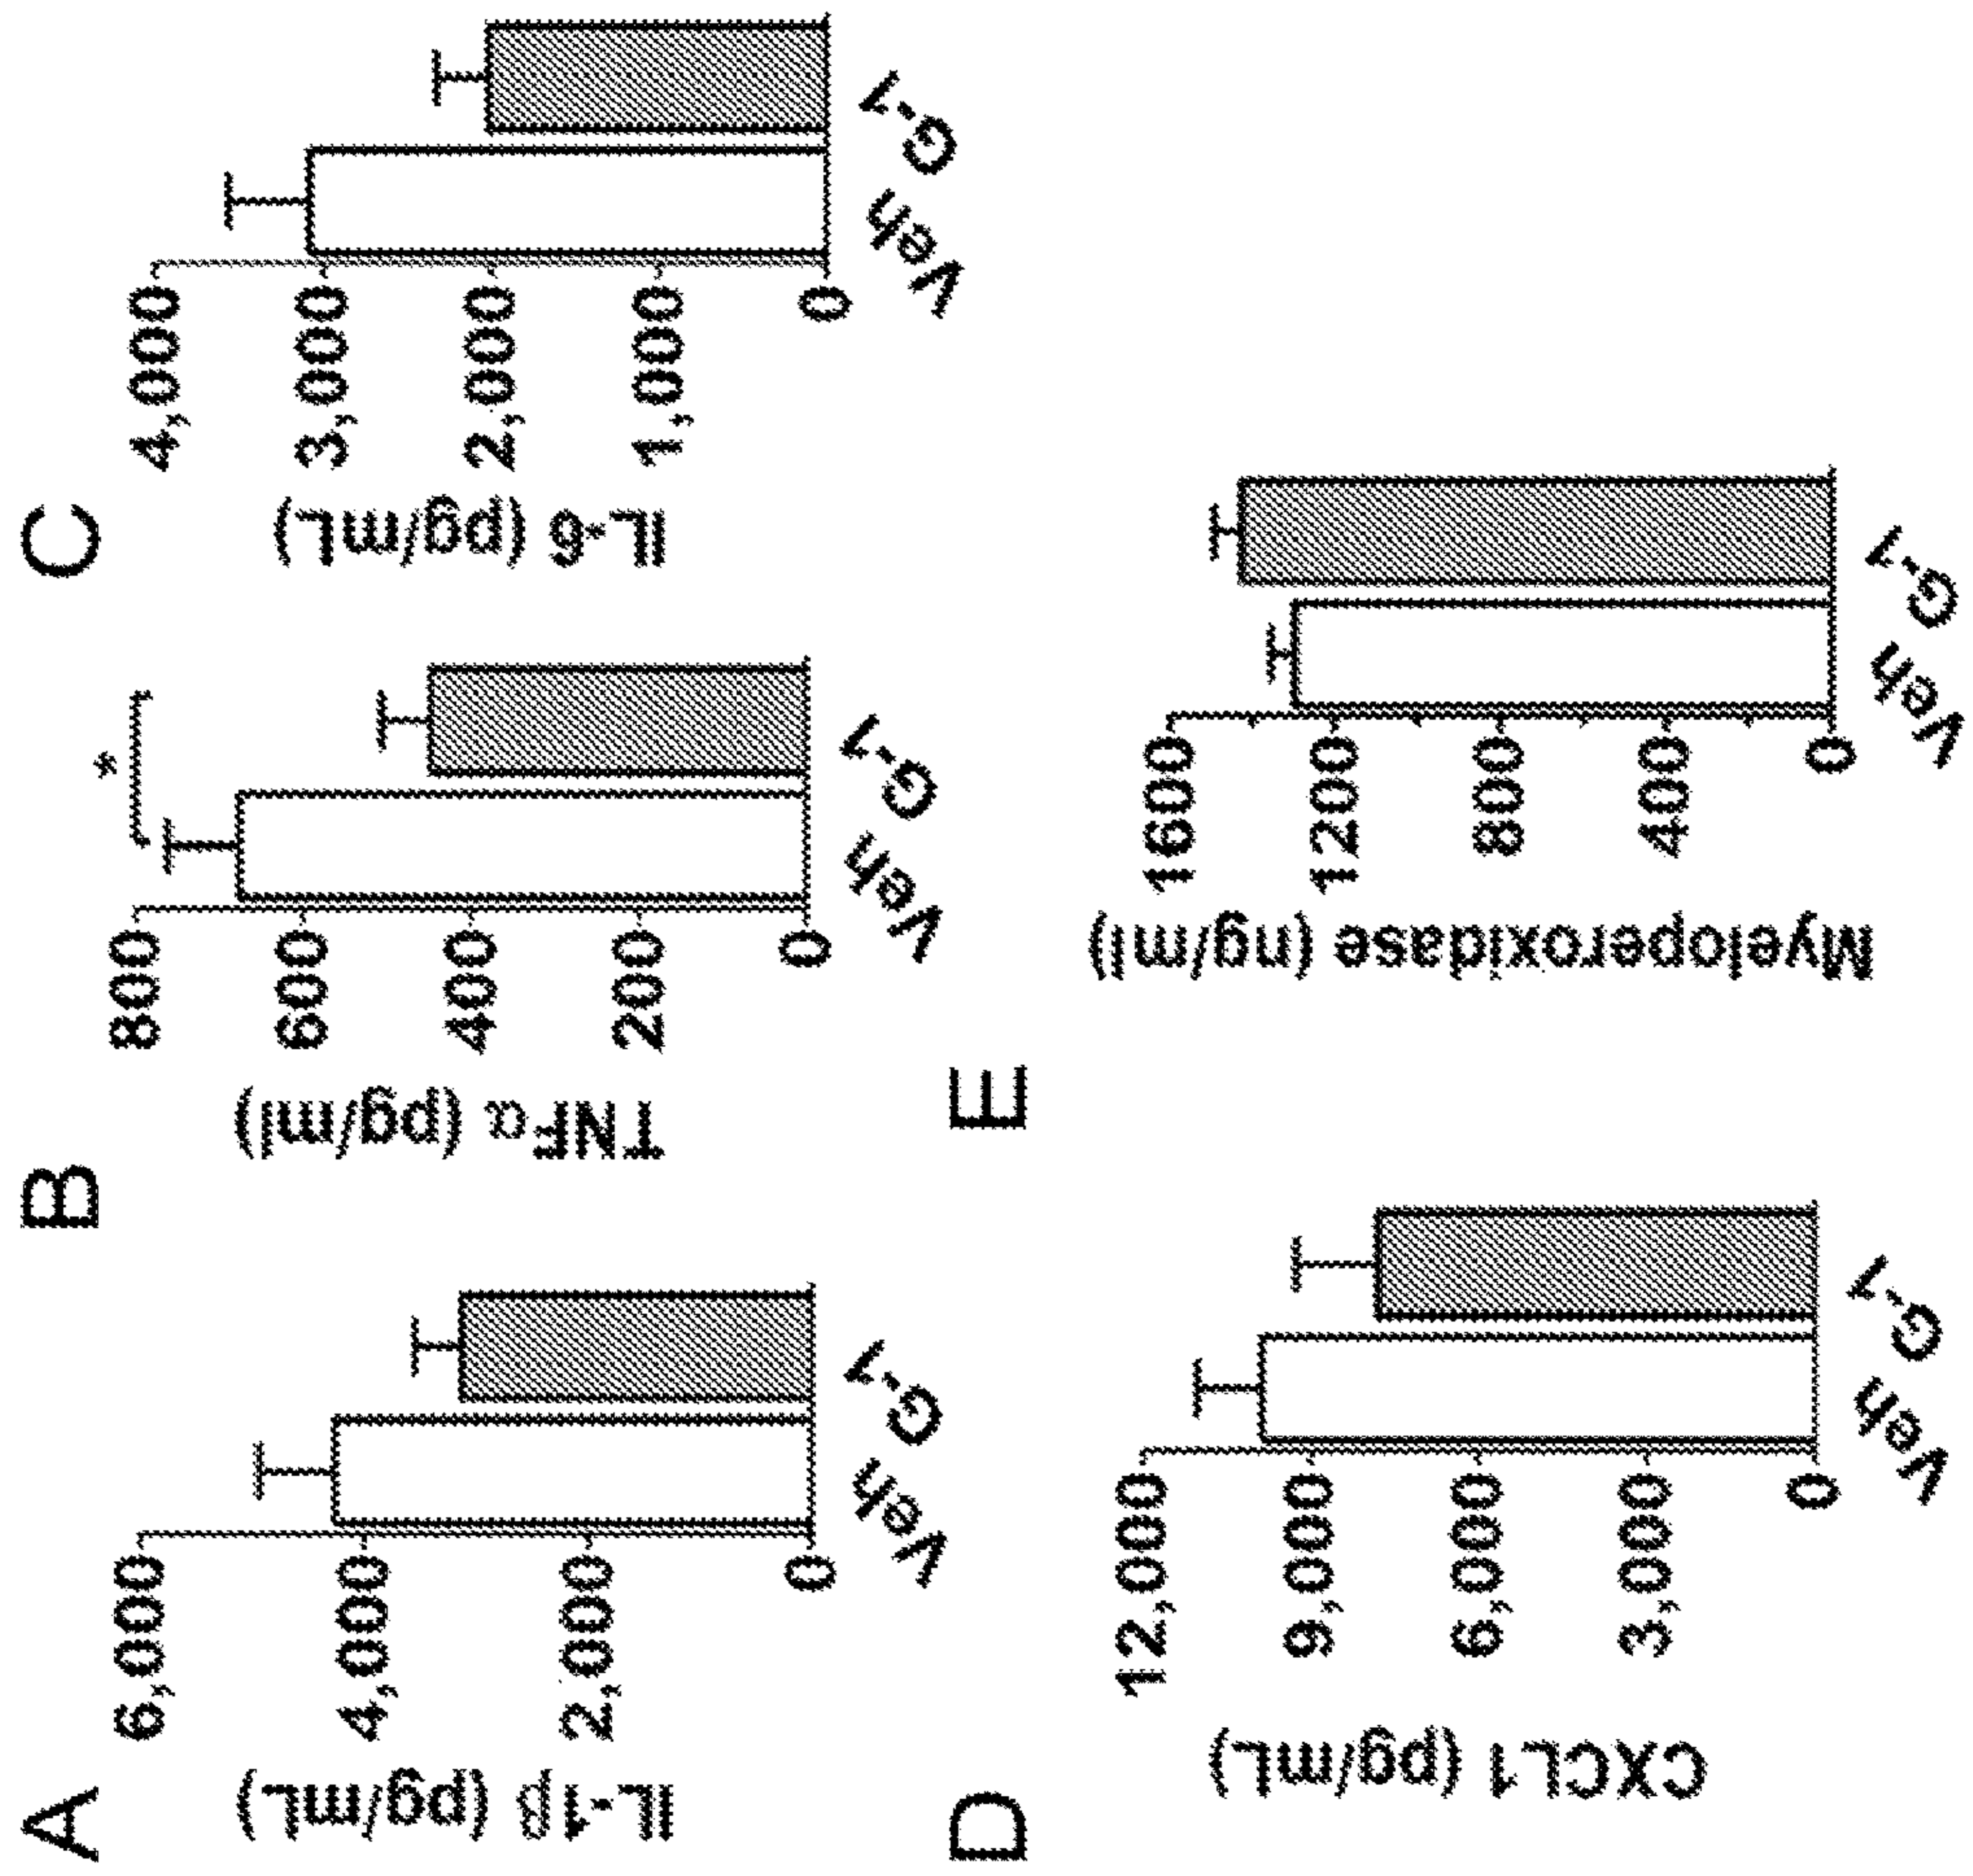 A
IL-1β (pg/mL)
6,000
4,000
2,000
0
Veh
G-1
B
TNFα (pg/ml)
800
600
400
200
0
*
Veh
G-1
C
IL-6 (pg/mL)
4,000
3,000
2,000
1,000
0
Veh
G-1
D
CXCL1 (pg/mL)
12,000
9,000
6,000
3,000
0
Veh
G-1
E
Myeloperoxidase (ng/ml)
1600
1200
800
400
0
Veh
G-1